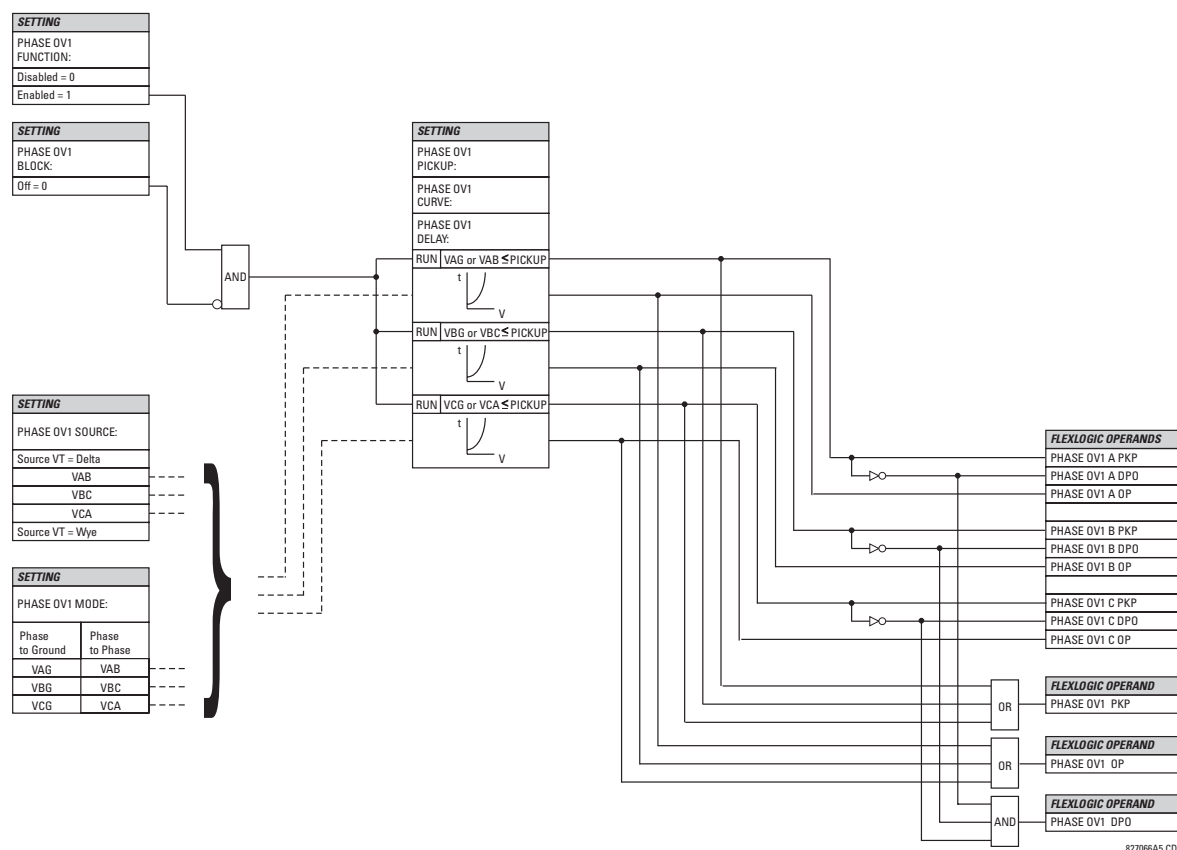 SETTING
PHASE OV1
FUNCTION:
Disabled = 0
Enabled = 1
SETTING
PHASE OV1
BLOCK:
Off = 0
AND
SETTING
PHASE OV1
PICKUP:
PHASE OV1
CURVE:
PHASE OV1
DELAY:
RUN VAG or VAB ≤ PICKUP
t
V
RUN VBG or VBC ≤ PICKUP
t
V
RUN VCG or VCA ≤ PICKUP
t
V
SETTING
PHASE OV1 SOURCE:
Source VT = Delta
VAB
VBC
VCA
Source VT = Wye
SETTING
PHASE OV1 MODE:
Phase
to Ground
Phase
to Phase
VAG VAB
VBG VBC
VCG VCA
}
FLEXLOGIC OPERANDS
PHASE OV1 A PKP
PHASE OV1 A DPO
PHASE OV1 A OP
PHASE OV1 B PKP
PHASE OV1 B DPO
PHASE OV1 B OP
PHASE OV1 C PKP
PHASE OV1 C DPO
PHASE OV1 C OP
OR
FLEXLOGIC OPERAND
PHASE OV1 PKP
OR
FLEXLOGIC OPERAND
PHASE OV1 OP
AND
FLEXLOGIC OPERAND
PHASE OV1 DPO
827066A5.CD